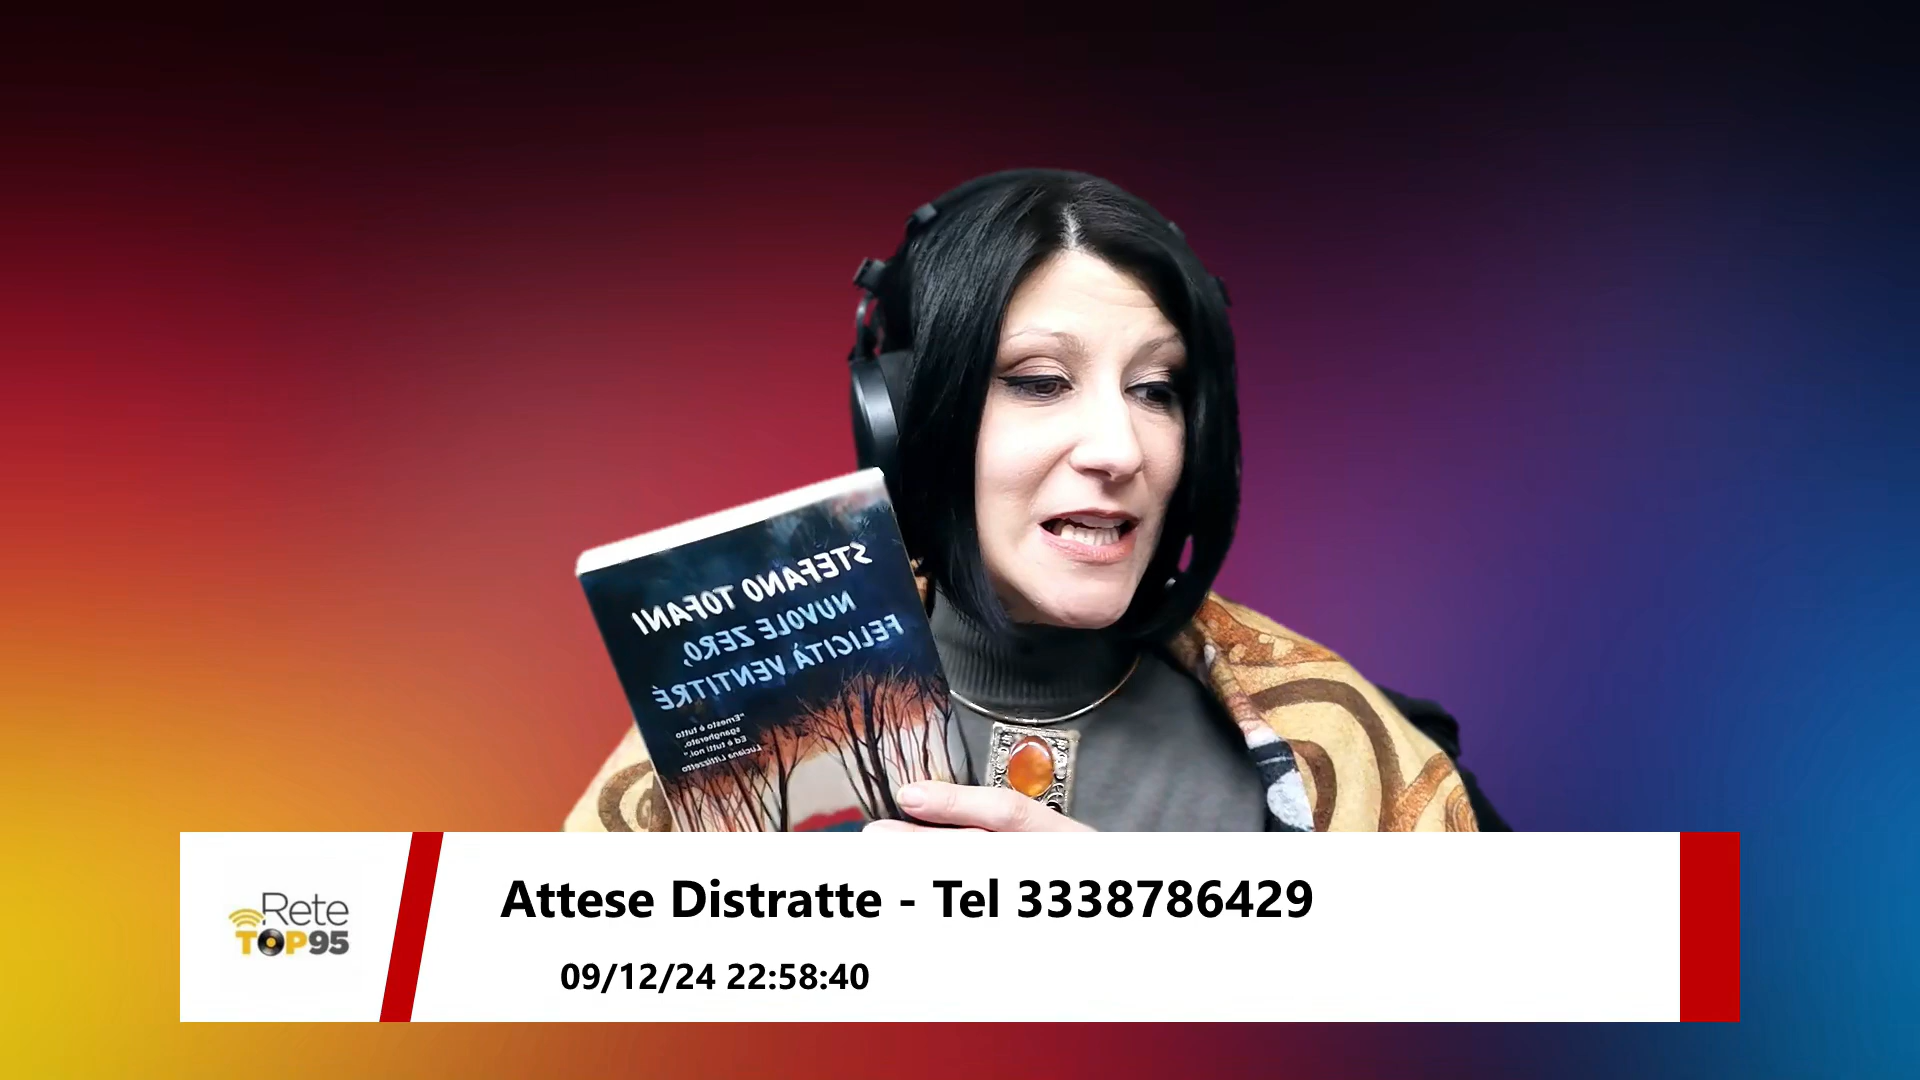 STEFANO TOFANI
NUVOLE ZERO,
FELICITÀ VENTITRÉ
"Ernesto è tutto
sgangherato.
Ed è tutti noi."
Luciana Littizzetto
Rete
TOP95
Attese Distratte - Tel 3338786429
09/12/24 22:58:40